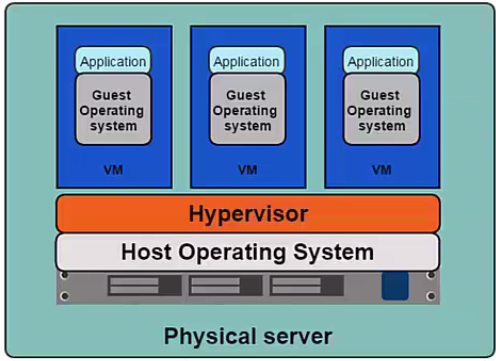 Application
Application
Application
Guest
Operating
system
Guest
Operating
system
Guest
Operating
system
VM
VM
VM
Hypervisor
Host Operating System
Physical server